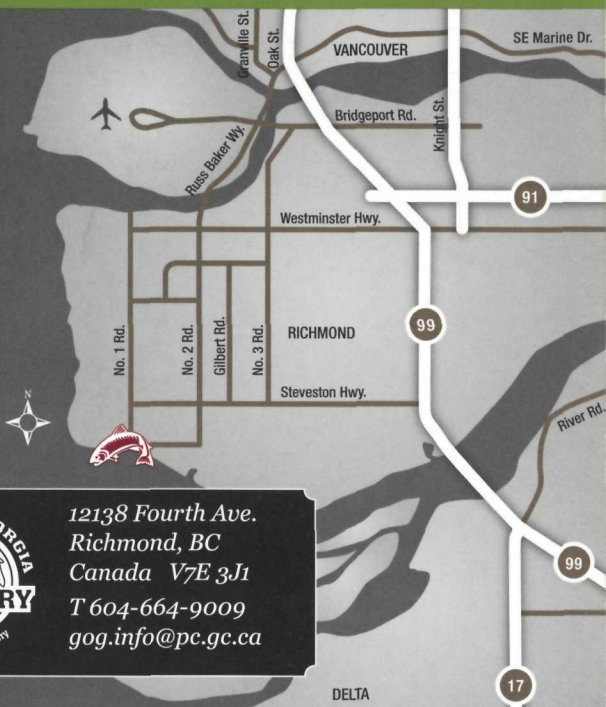 Granville St.
Oak St.
VANCOUVER
SE Marine Dr.
Bridgeport Rd.
Knight St.
Russ Baker Wy.
91
Westminster Hwy.
99
No. 1 Rd.
No. 2 Rd.
Gilbert Rd.
No. 3 Rd.
RICHMOND
Steveston Hwy.
River Rd.
N
12138 Fourth Ave.
Richmond, BC
Canada V7E 3J1
T 604-664-9009
gog.info@pc.gc.ca
99
17
DELTA